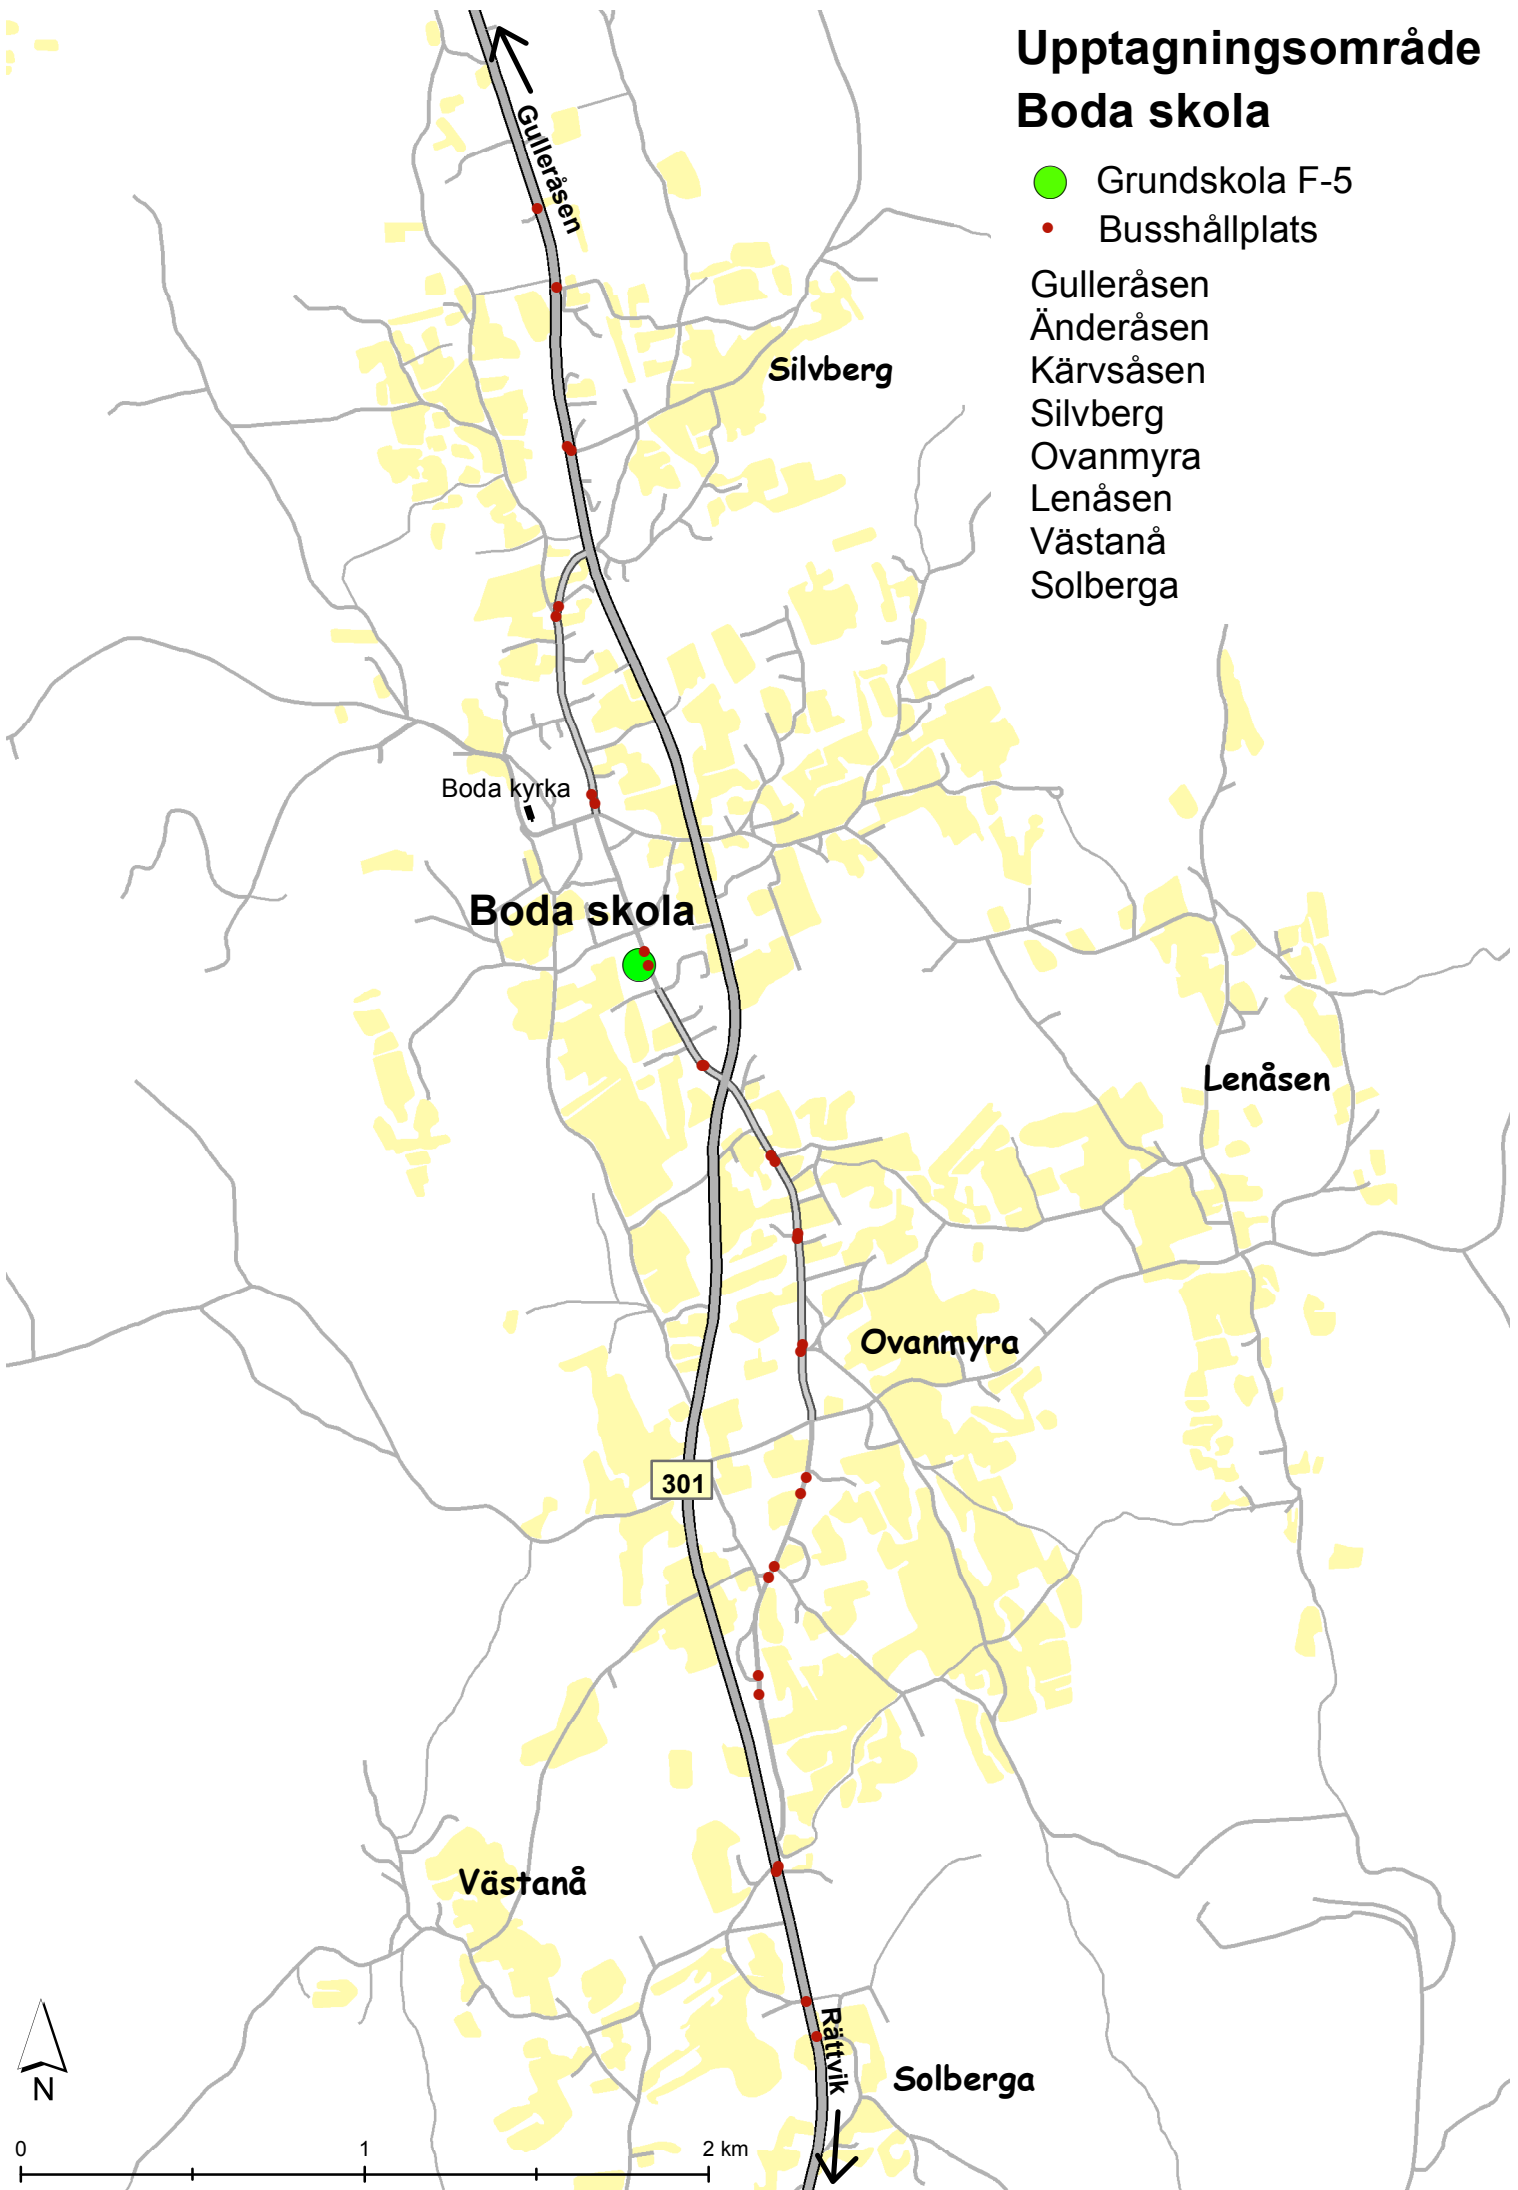 Upptagningsområde
Boda skola
Grundskola F-5
Busshållplats
Gulleråsen
Änderåsen
Kärvsåsen
Silvberg
Ovanmyra
Lenåsen
Västanå
Solberga
Gulleråsen
Silvberg
Boda kyrka
Boda skola
Lenåsen
Ovanmyra
301
Västanå
Rättvik
Solberga
N
0 1 2 km